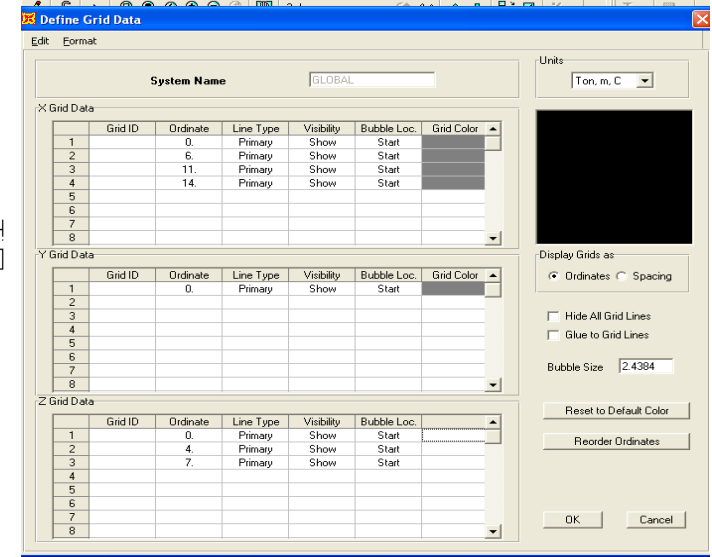 Define Grid Data
Edit Format
System Name GLOBAL
Units
Ton, m, C
X Grid Data
Grid ID Ordinate Line Type Visibility Bubble Loc. Grid Color
1 0. Primary Show Start
2 6. Primary Show Start
3 11. Primary Show Start
4 14. Primary Show Start
5
6
7
8
Y Grid Data
Grid ID Ordinate Line Type Visibility Bubble Loc. Grid Color
1 0. Primary Show Start
2
3
4
5
6
7
8
Display Grids as
Ordinates Spacing
Hide All Grid Lines
Glue to Grid Lines
Bubble Size 2.4384
Z Grid Data
Grid ID Ordinate Line Type Visibility Bubble Loc.
1 0. Primary Show Start
2 4. Primary Show Start
3 7. Primary Show Start
4
5
6
7
8
Reset to Default Color
Reorder Ordinates
OK Cancel